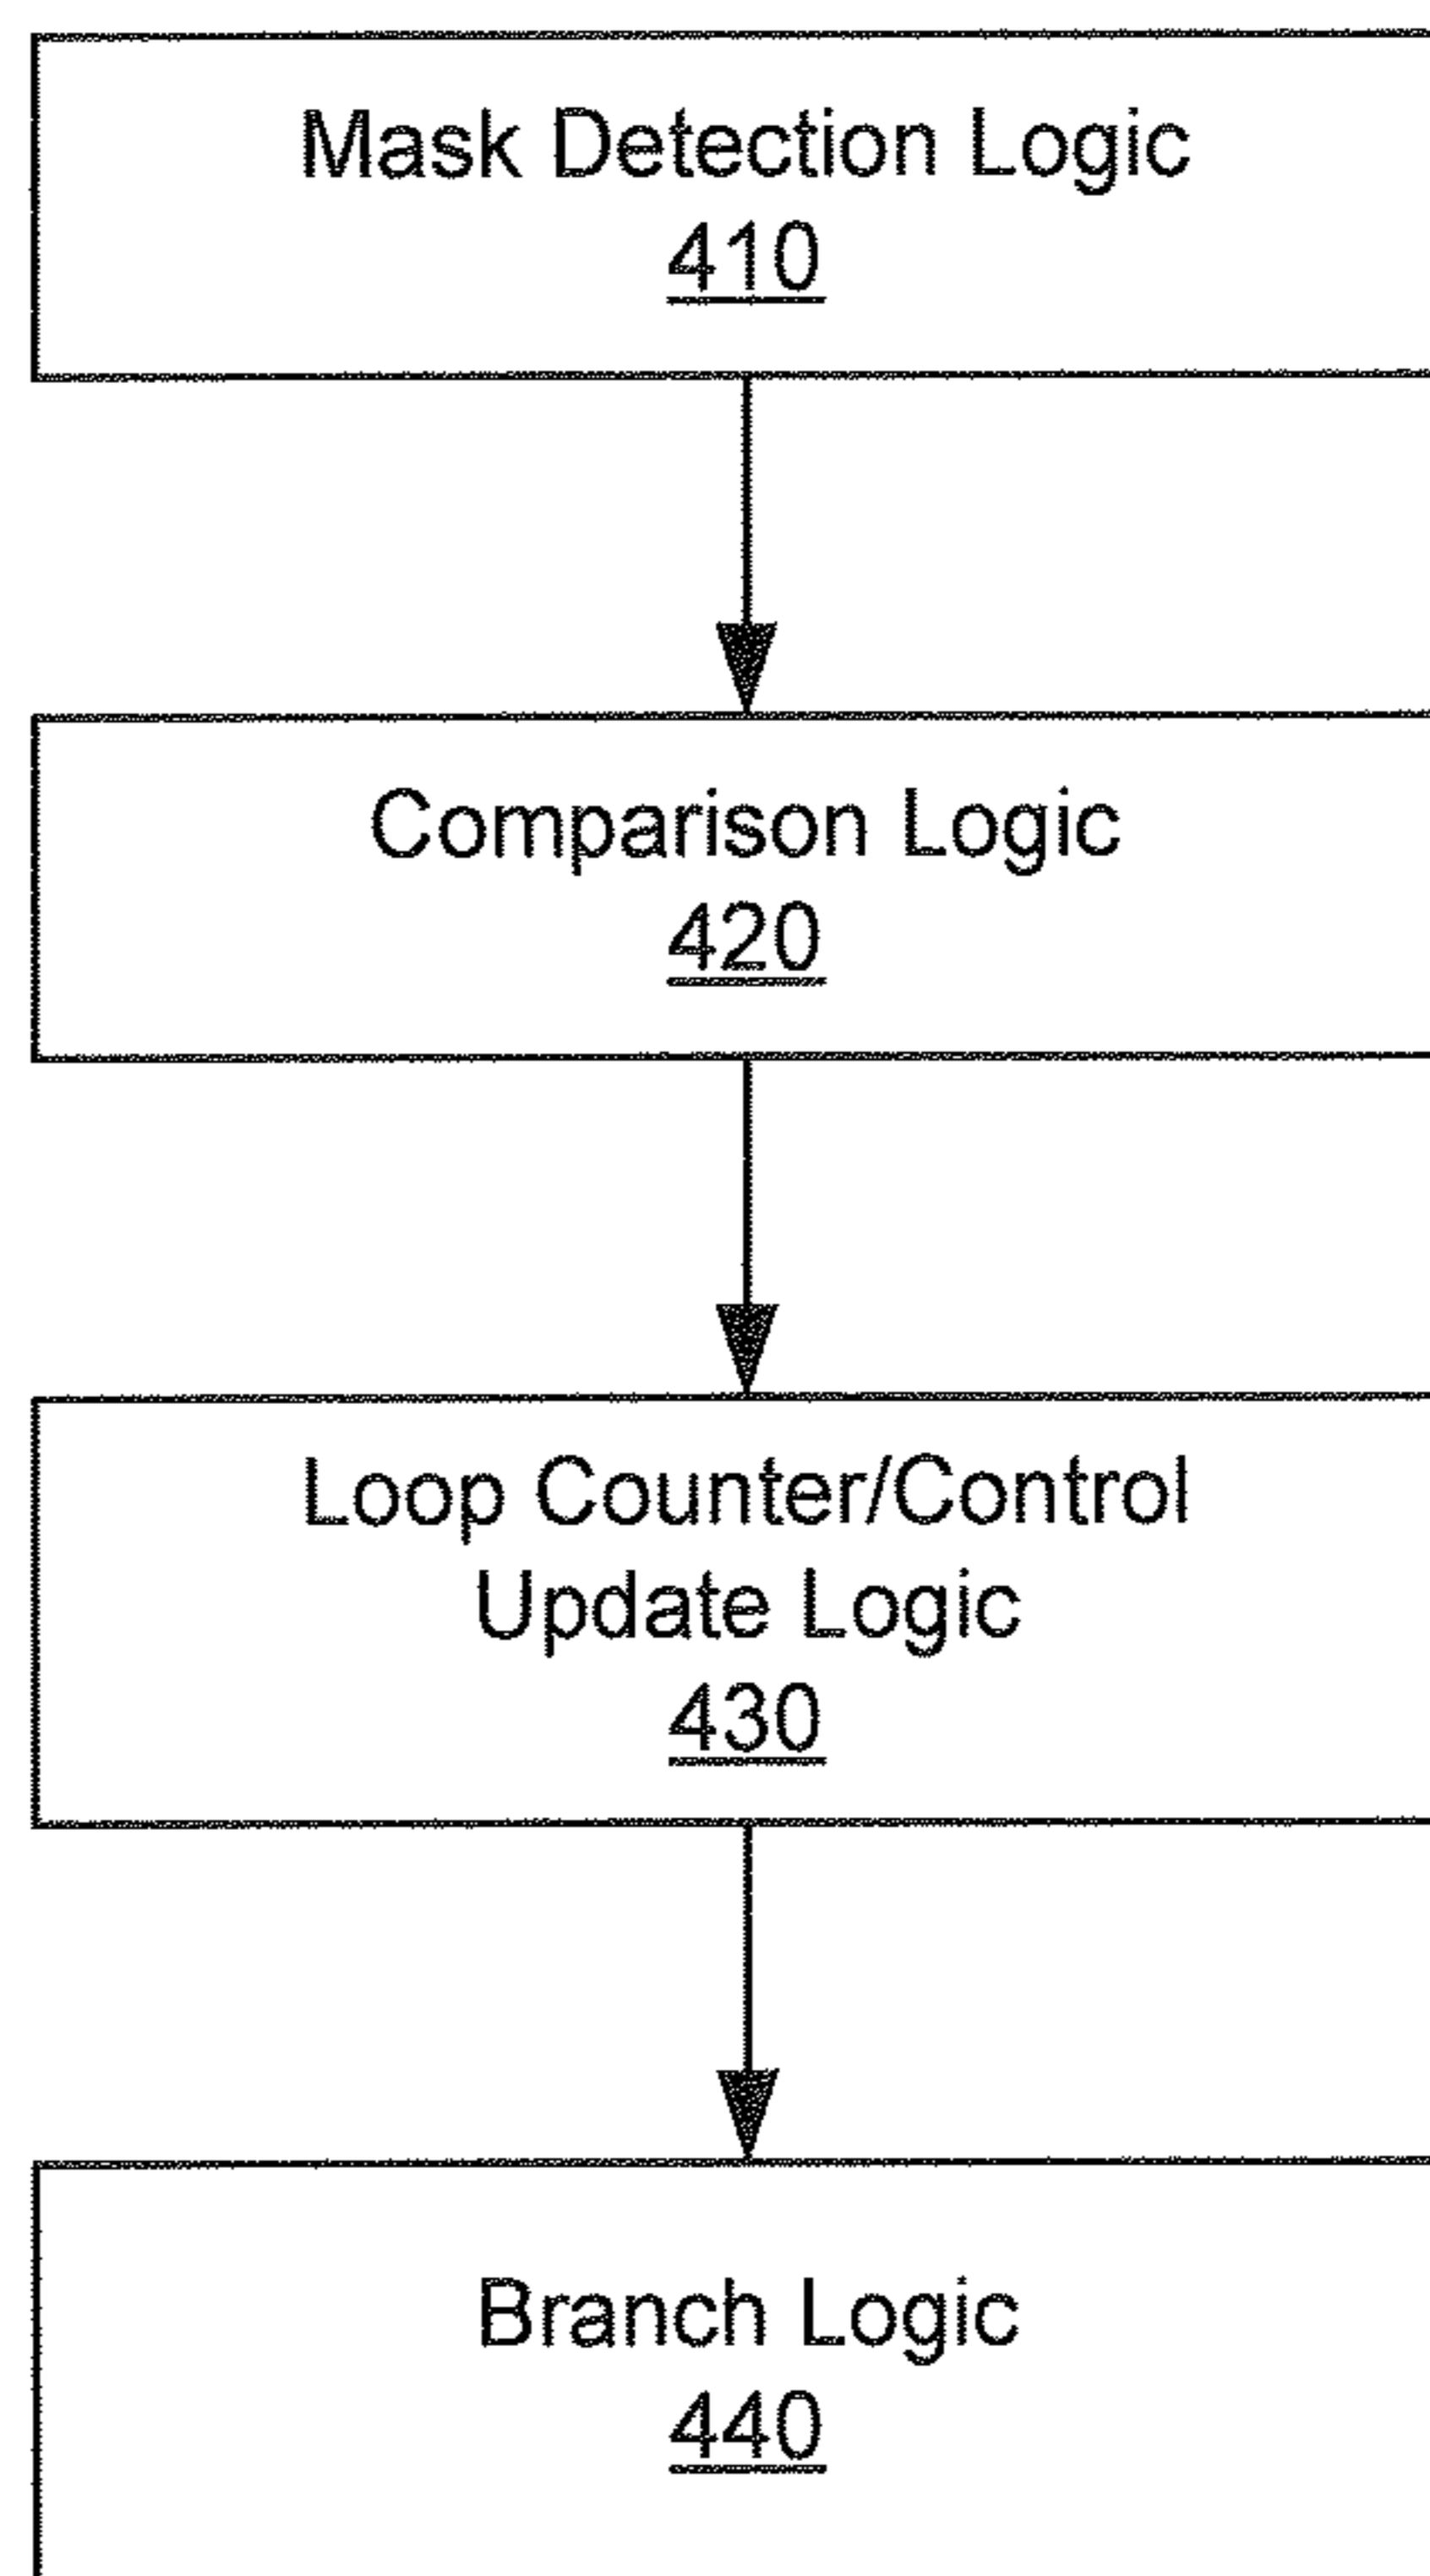 Mask Detection Logic
410
Comparison Logic
420
Loop Counter/Control
Update Logic
430
Branch Logic
440